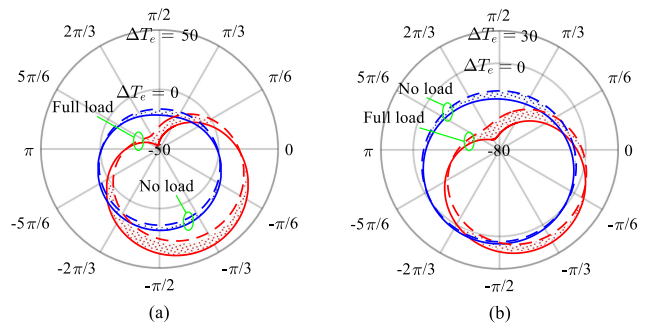 π/2
π/2
2π/3
ΔT_e = 50
π/3
2π/3
ΔT_e = 30
π/3
5π/6
ΔT_e = 0
π/6
5π/6
ΔT_e = 0
π/6
Full load
No load
Full load
π
-50
0
π
-80
0
No load
-5π/6
-π/6
-5π/6
-π/6
-2π/3
-π/3
-2π/3
-π/3
-π/2
-π/2
(a)
(b)